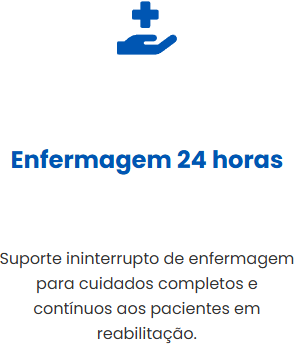 Enfermagem 24 horas
Suporte ininterrupto de enfermagem
para cuidados completos e
contínuos aos pacientes em
reabilitação.